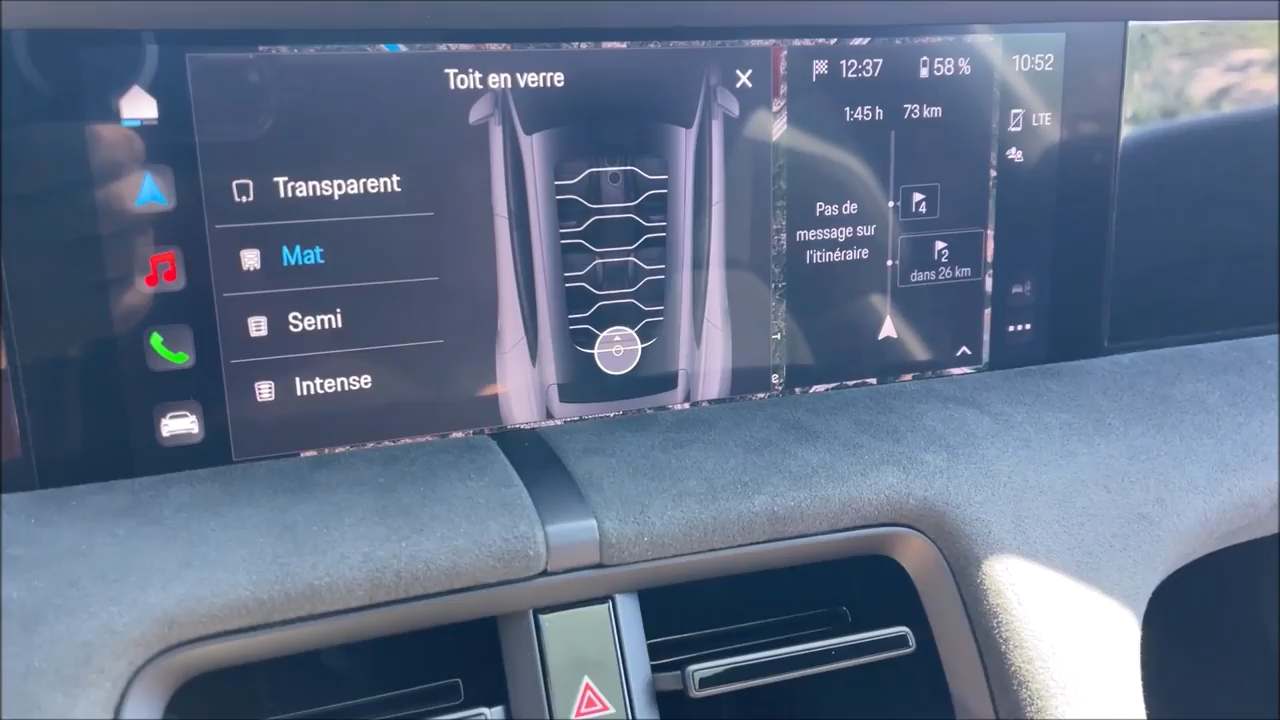 Toit en verre
Transparent
Mat
Semi
Intense
12:37
58 %
10:52
1:45 h
73 km
LTE
4
Pas de
message sur
l'itinéraire
2
dans 26 km